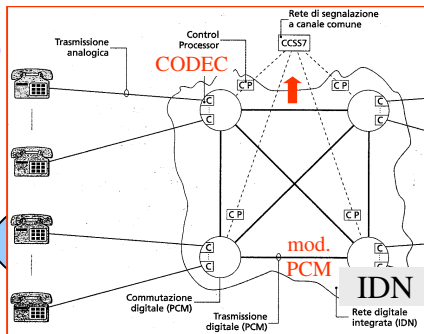 Rete di segnalazione
a canale comune
Trasmissione
analogica
Control
Processor
CCSS7
CODEC
C P
C P
C
C
C
C
C P
C P
mod.
PCM
C
C
C
C
IDN
Commutazione
digitale (PCM)
Trasmissione
digitale (PCM)
Rete digitale
integrata (IDN)